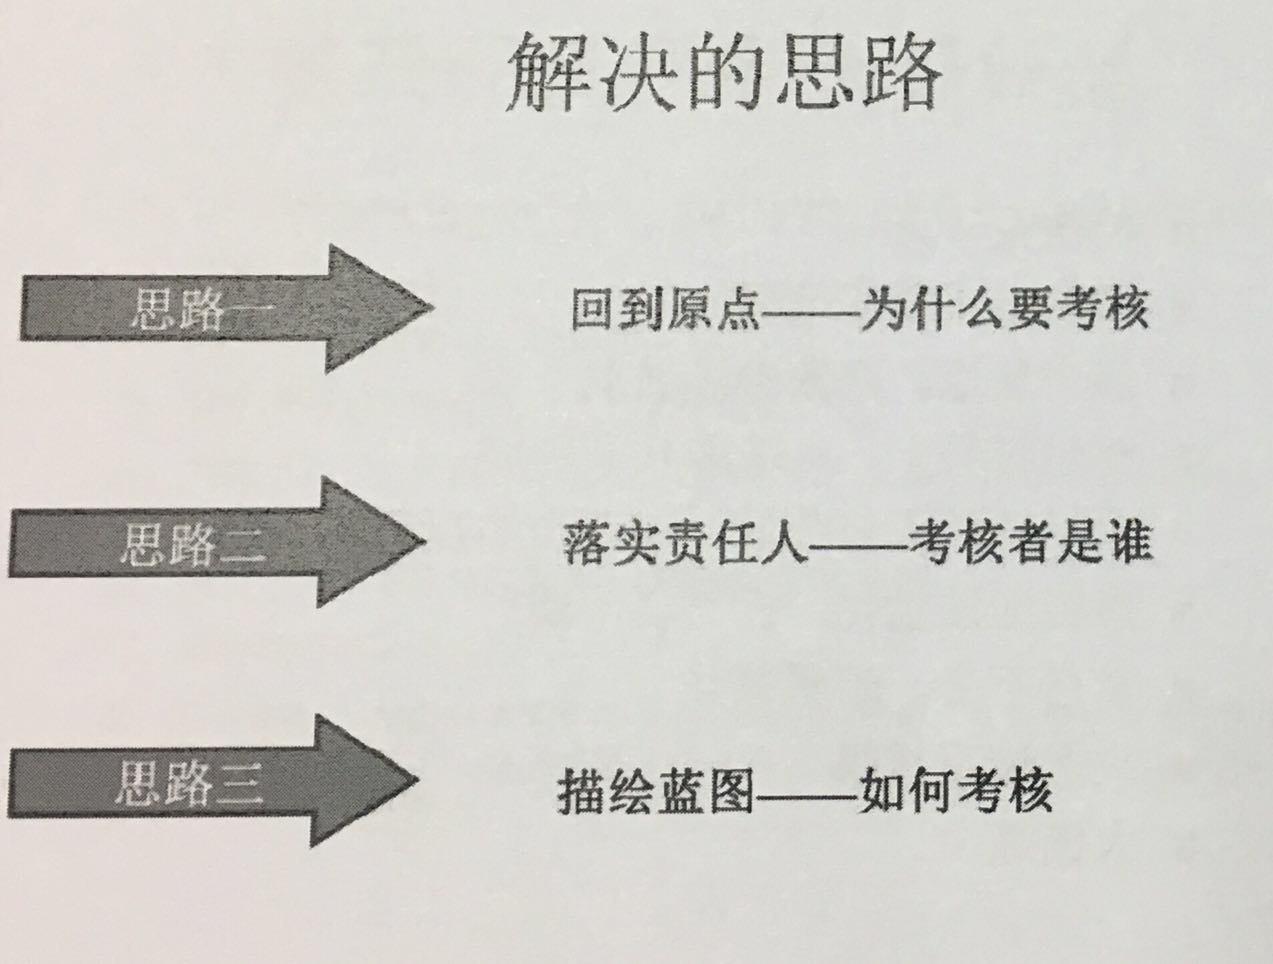 解决的思路
思路一
回到原点——为什么要考核
思路二
落实责任人——考核者是谁
思路三
描绘蓝图——如何考核